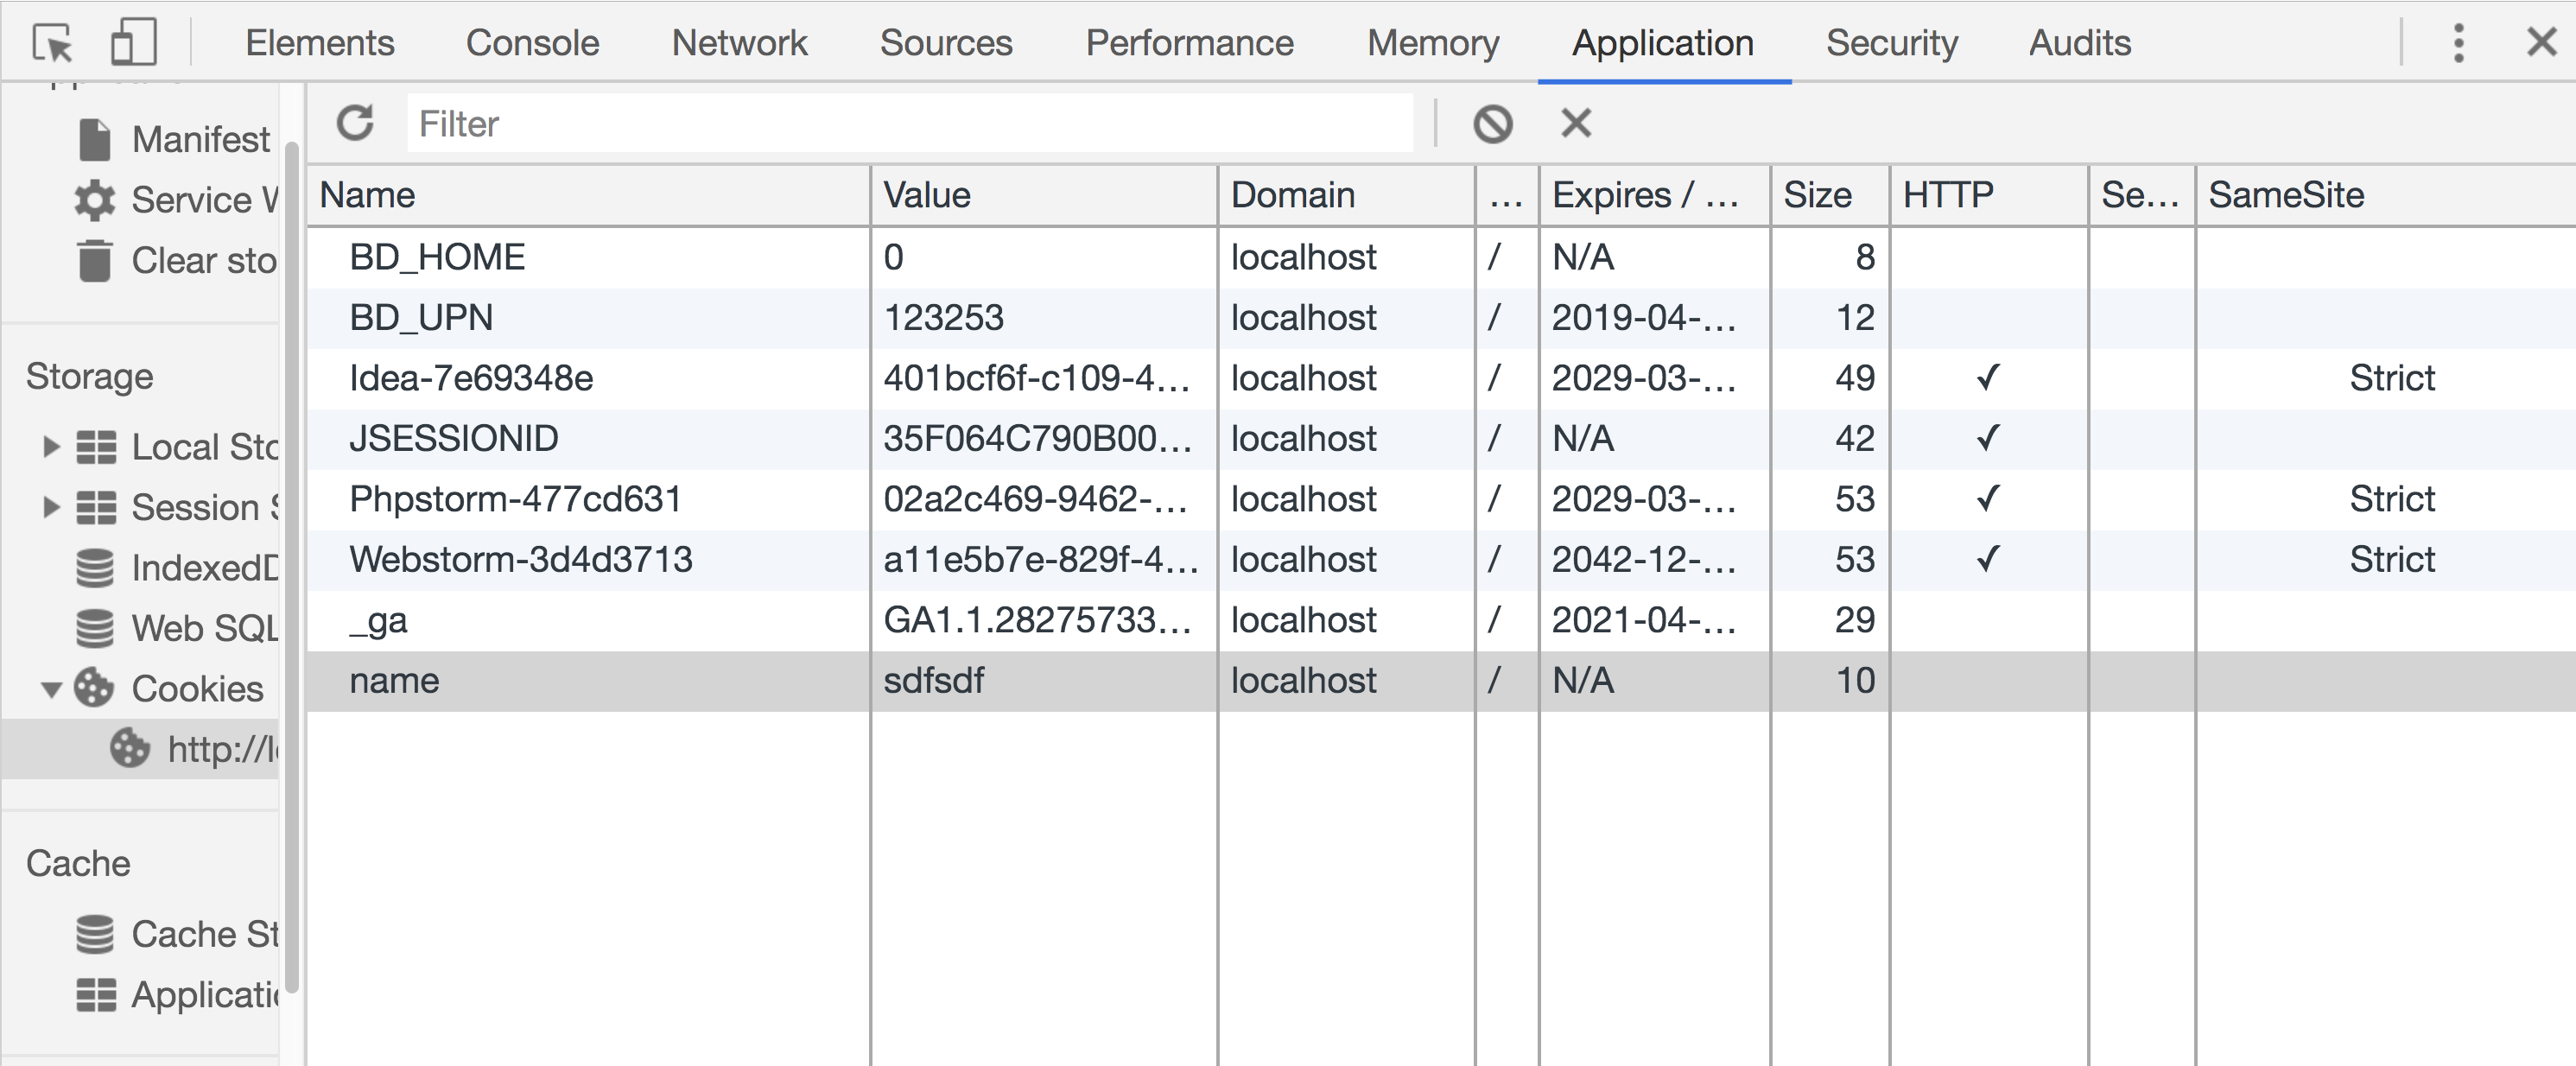 Elements Console Network Sources Performance Memory Application Security Audits
Filter
Manifest
Service W
Clear sto
Storage
Local Sto
Session S
IndexedD
Web SQL
Cookies
http://lo
Cache
Cache St
Applicatio
Name Value Domain ... Expires / ... Size HTTP Se... SameSite
BD_HOME 0 localhost / N/A 8
BD_UPN 123253 localhost / 2019-04-... 12
Idea-7e69348e 401bcf6f-c109-4... localhost / 2029-03-... 49 ✓ Strict
JSESSIONID 35F064C790B00... localhost / N/A 42 ✓
Phpstorm-477cd631 02a2c469-9462-... localhost / 2029-03-... 53 ✓ Strict
Webstorm-3d4d3713 a11e5b7e-829f-4... localhost / 2042-12-... 53 ✓ Strict
_ga GA1.1.28275733... localhost / 2021-04-... 29
name sdfsdf localhost / N/A 10